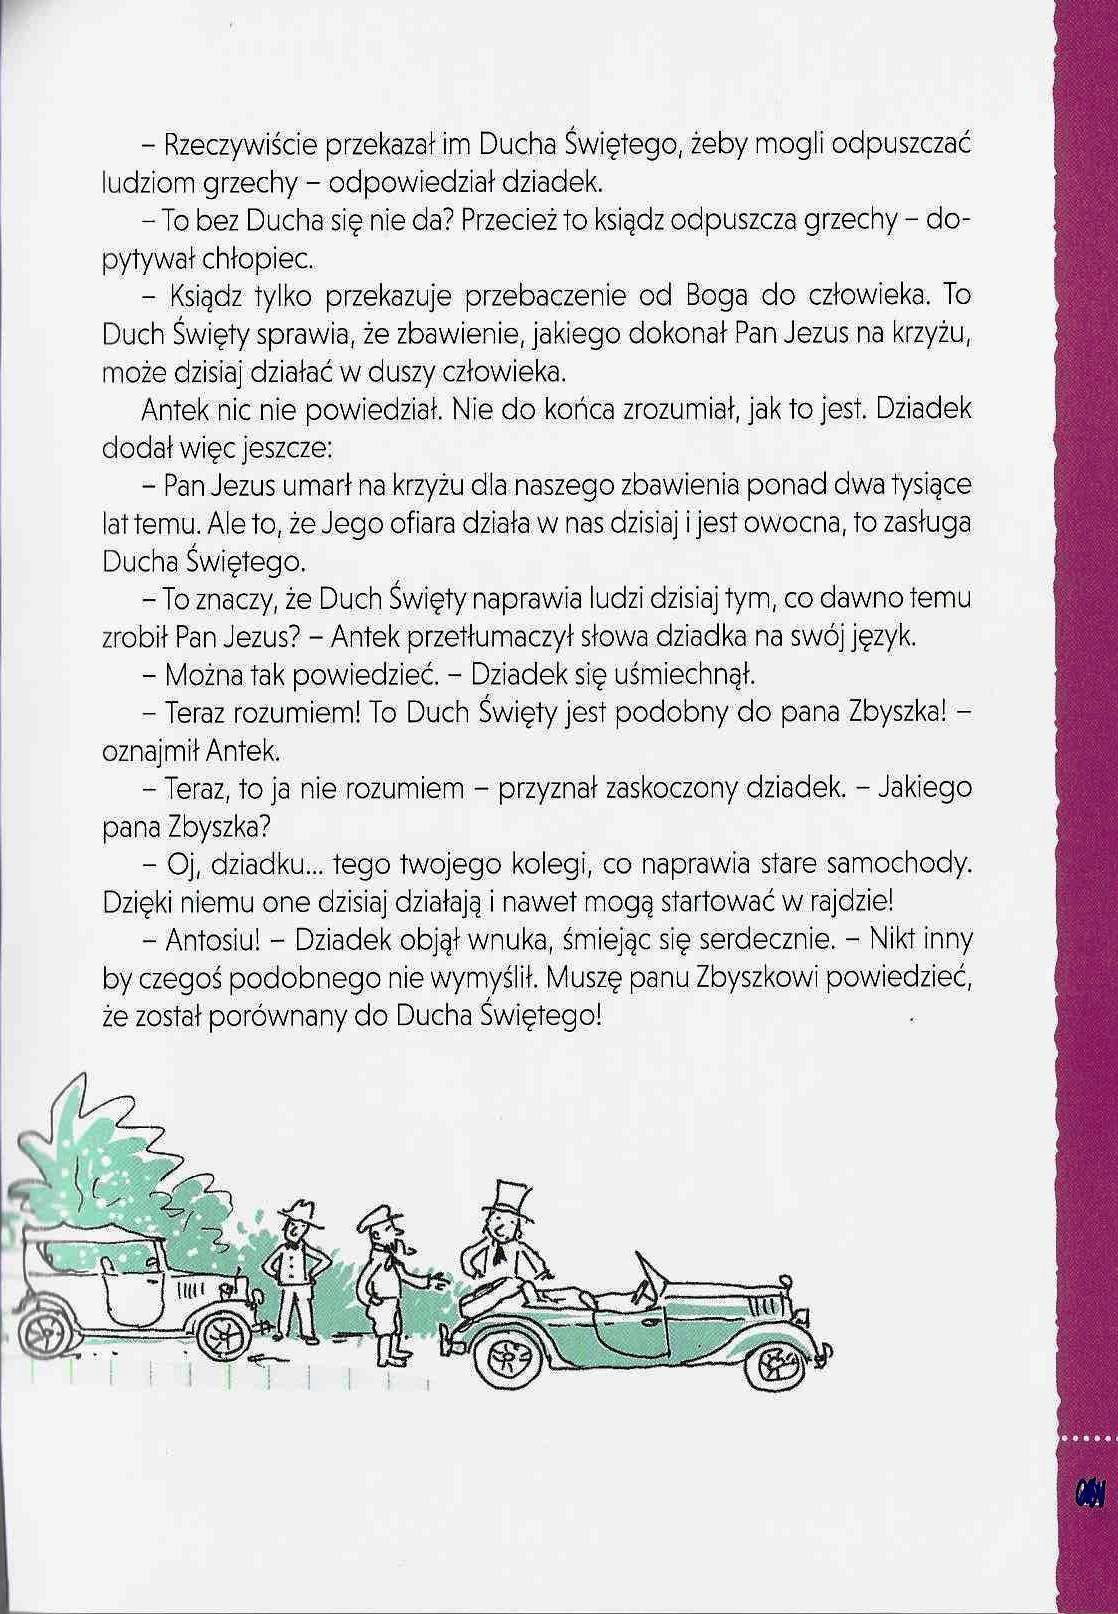 – Rzeczywiście przekazał im Ducha Świętego, żeby mogli odpuszczać
ludziom grzechy – odpowiedział dziadek.
– To bez Ducha się nie da? Przecież to ksiądz odpuszcza grzechy – do-
pytywał chłopiec.
– Ksiądz tylko przekazuje przebaczenie od Boga do człowieka. To
Duch Święty sprawia, że zbawienie, jakiego dokonał Pan Jezus na krzyżu,
może dzisiaj działać w duszy człowieka.
Antek nic nie powiedział. Nie do końca zrozumiał, jak to jest. Dziadek
dodał więc jeszcze:
– Pan Jezus umarł na krzyżu dla naszego zbawienia ponad dwa tysiące
lat temu. Ale to, że Jego ofiara działa w nas dzisiaj i jest owocna, to zasługa
Ducha Świętego.
– To znaczy, że Duch Święty naprawia ludzi dzisiaj tym, co dawno temu
zrobił Pan Jezus? – Antek przetłumaczył słowa dziadka na swój język.
– Można tak powiedzieć. – Dziadek się uśmiechnął.
– Teraz rozumiem! To Duch Święty jest podobny do pana Zbyszka! –
oznajmił Antek.
– Teraz, to ja nie rozumiem – przyznał zaskoczony dziadek. – Jakiego
pana Zbyszka?
– Oj, dziadku... tego twojego kolegi, co naprawia stare samochody.
Dzięki niemu one dzisiaj działają i nawet mogą startować w rajdzie!
– Antosiu! – Dziadek objął wnuka, śmiejąc się serdecznie. – Nikt inny
by czegoś podobnego nie wymyślił. Muszę panu Zbyszkowi powiedzieć,
że został porównany do Ducha Świętego!